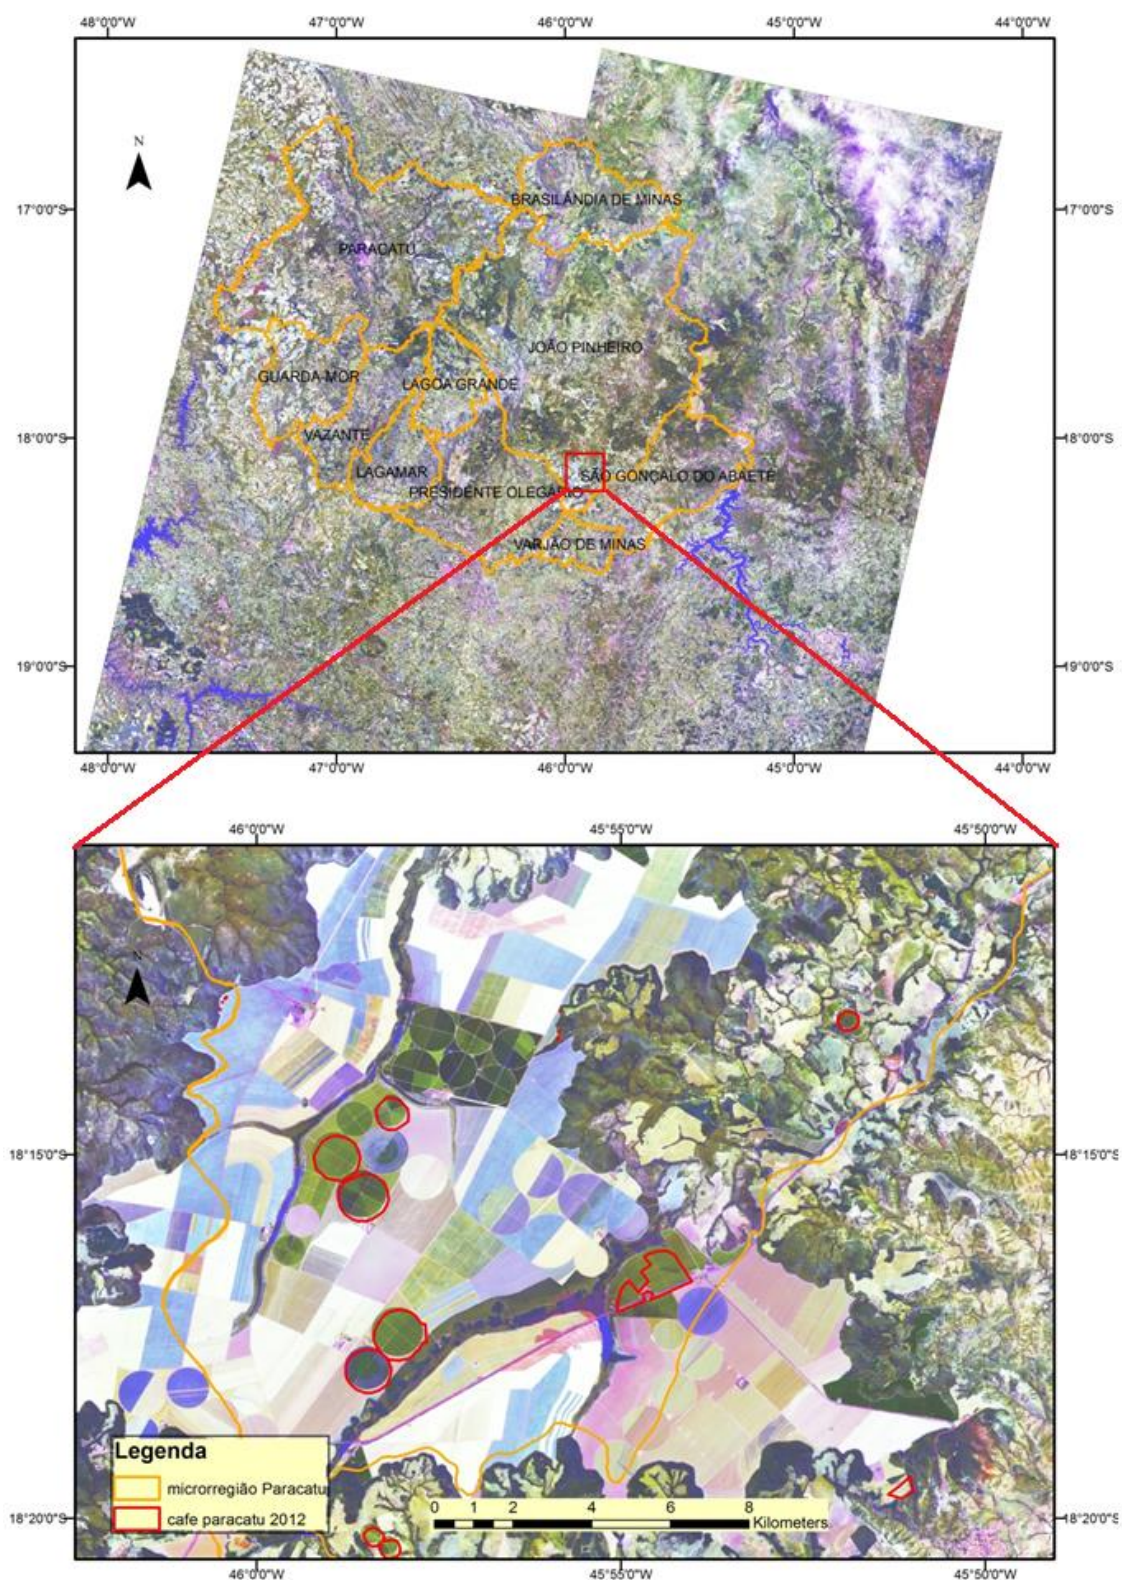 48°0'0"W 47°0'0"W 46°0'0"W 45°0'0"W 44°0'0"W
N
17°0'0"S 17°0'0"S
BRASILÂNDIA DE MINAS
PARACATU
JOÃO PINHEIRO
GUARDA-MOR
LAGOA GRANDE
18°0'0"S 18°0'0"S
VAZANTE
LAGAMAR
SÃO GONÇALO DO ABAETÉ
PRESIDENTE OLEGÁRIO
VARJÃO DE MINAS
19°0'0"S 19°0'0"S
48°0'0"W 47°0'0"W 46°0'0"W 45°0'0"W 44°0'0"W
46°0'0"W 45°55'0"W 45°50'0"W
N
18°15'0"S 18°15'0"S
Legenda
microrregião Paracatu
cafe paracatu 2012
0 1 2 4 6 8
Kilometers
18°20'0"S 18°20'0"S
46°0'0"W 45°55'0"W 45°50'0"W